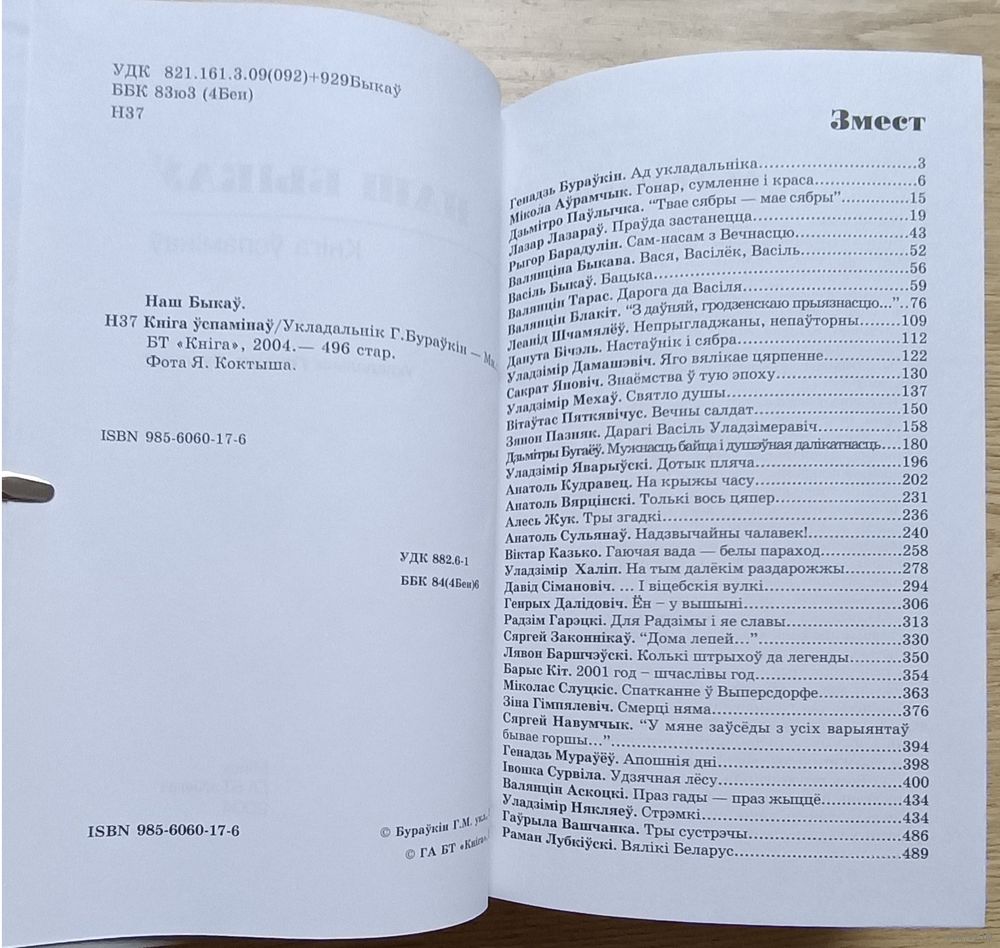 УДК 821.161.3.09(092)+929Быкаў
ББК 83ю3 (4Беи)
Н37
Наш Быкаў.
Н37 Кніга ўспамінаў/Укладальнік Г.Бураўкін — Мн.
БТ «Кніга», 2004.— 496 стар.
Фота Я. Коктыша.
ISBN 985-6060-17-6
УДК 882.6-1
ББК 84(4Беи)6
ISBN 985-6060-17-6
© Бураўкін Г.М. укл.
© ГА БТ «Кніга».
Змест
Генадзь Бураўкін. Ад укладальніка.....3
Мікола Аўрамчык. Гонар, сумленне і краса.....6
Дзьмітро Паўлычка. “Твае сябры — мае сябры”.....15
Лазар Лазараў. Праўда застанецца.....19
Рыгор Барадулін. Сам-насам з Вечнасцю.....43
Валянціна Быкава. Вася, Васілёк, Васіль.....52
Васіль Быкаў. Бацька.....56
Валянцін Тарас. Дарога да Васіля.....59
Валянцін Блакіт. “З даўняй, гродзенскаю прыязнасцю...”..76
Леанід Шчамялёў. Непрыгладжаны, непаўторны.....109
Данута Бічэль. Настаўнік і сябра.....112
Уладзімір Дамашэвіч. Яго вялікае цярпенне.....122
Сакрат Яновіч. Знаёмства ў тую эпоху.....130
Уладзімір Мехаў. Святло душы.....137
Вітаўтас Пяткявічус. Вечны салдат.....150
Зянон Пазняк. Дарагі Васіль Уладзімеравіч.....158
Дзьмітры Бугаёў. Мужнасць байца і душэўная далікатнасць.....180
Уладзімір Яварыўскі. Дотык пляча.....196
Анатоль Кудравец. На крыжы часу.....202
Анатоль Вярцінскі. Толькі вось цяпер.....231
Алесь Жук. Тры згадкі.....236
Анатоль Сульянаў. Надзвычайны чалавек!.....240
Віктар Казько. Гаючая вада — белы параход.....258
Уладзімір Халіп. На тым далёкім раздарожжы.....278
Давід Сімановіч. ... І віцебскія вулкі.....294
Генрых Далідовіч. Ён – у вышыні.....306
Радзім Гарэцкі. Для Радзімы і яе славы.....313
Сяргей Законнікаў. “Дома лепей...”.....330
Лявон Баршчэўскі. Колькі штрыхоў да легенды.....350
Барыс Кіт. 2001 год – шчаслівы год.....354
Міколас Слуцкіс. Спатканне ў Выперсдорфе.....363
Зіна Гімпялевіч. Смерці няма.....376
Сяргей Навумчык. “У мяне заўсёды з усіх варыянтаў
бывае горшы...”.....394
Генадзь Мураўёў. Апошнія дні.....398
Івонка Сурвіла. Удзячная лёсу.....400
Валянцін Аскоцкі. Праз гады — праз жыццё.....434
Уладзімір Някляеў. Стрэмкі.....434
Гаўрыла Вашчанка. Тры сустрэчы.....486
Раман Лубкіўскі. Вялікі Беларус.....489